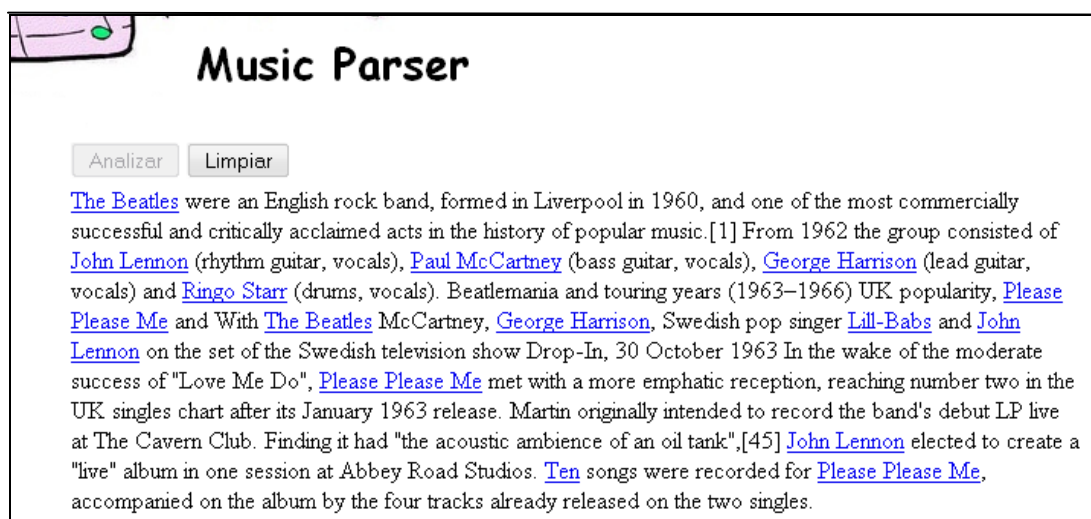 Music Parser
Analizar Limpiar
The Beatles were an English rock band, formed in Liverpool in 1960, and one of the most commercially
successful and critically acclaimed acts in the history of popular music.[1] From 1962 the group consisted of
John Lennon (rhythm guitar, vocals), Paul McCartney (bass guitar, vocals), George Harrison (lead guitar,
vocals) and Ringo Starr (drums, vocals). Beatlemania and touring years (1963–1966) UK popularity, Please
Please Me and With The Beatles McCartney, George Harrison, Swedish pop singer Lill-Babs and John
Lennon on the set of the Swedish television show Drop-In, 30 October 1963 In the wake of the moderate
success of "Love Me Do", Please Please Me met with a more emphatic reception, reaching number two in the
UK singles chart after its January 1963 release. Martin originally intended to record the band's debut LP live
at The Cavern Club. Finding it had "the acoustic ambience of an oil tank",[45] John Lennon elected to create a
"live" album in one session at Abbey Road Studios. Ten songs were recorded for Please Please Me,
accompanied on the album by the four tracks already released on the two singles.